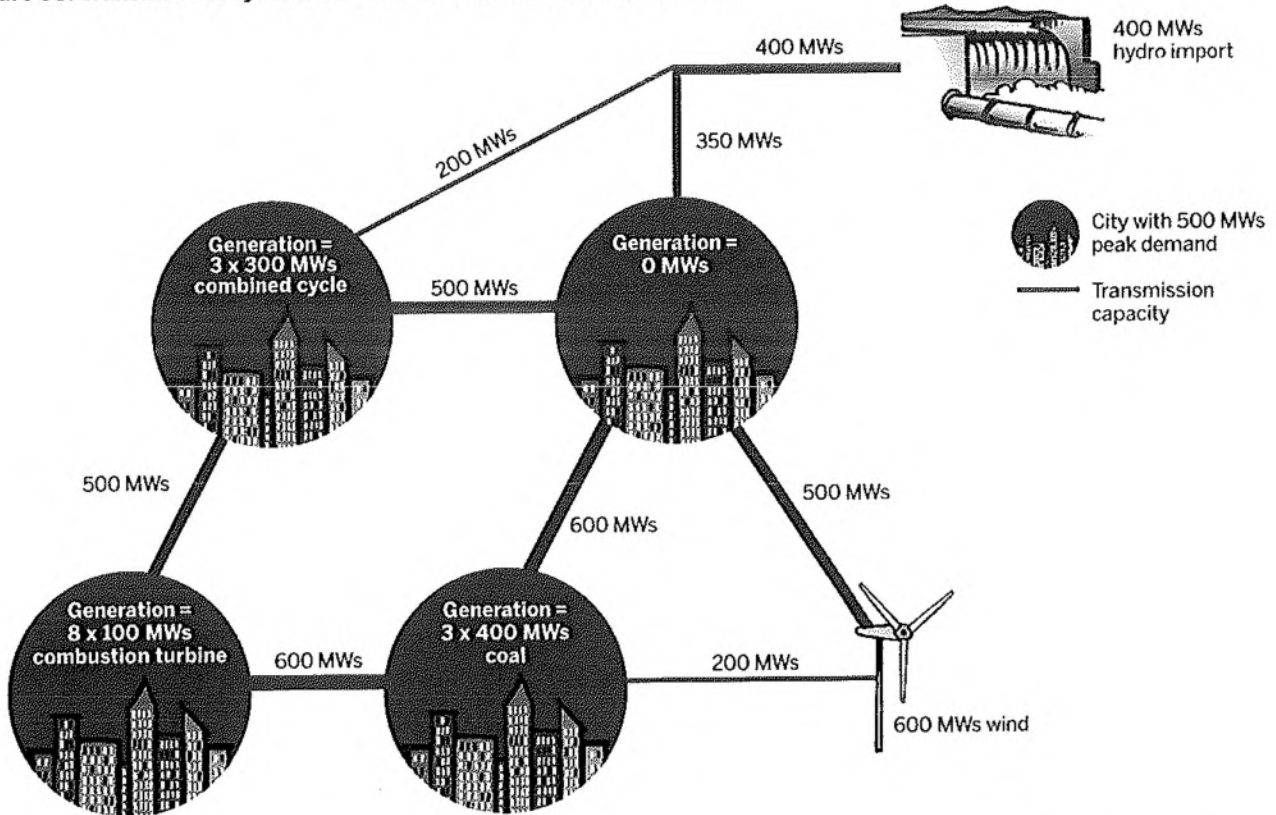 400 MWs
400 MWs
hydro import
200 MWs
350 MWs
City with 500 MWs
peak demand
Transmission
capacity
Generation =
3 x 300 MWs
combined cycle
Generation =
0 MWs
500 MWs
500 MWs
600 MWs
500 MWs
Generation =
8 x 100 MWs
combustion turbine
Generation =
3 x 400 MWs
coal
600 MWs
200 MWs
600 MWs wind